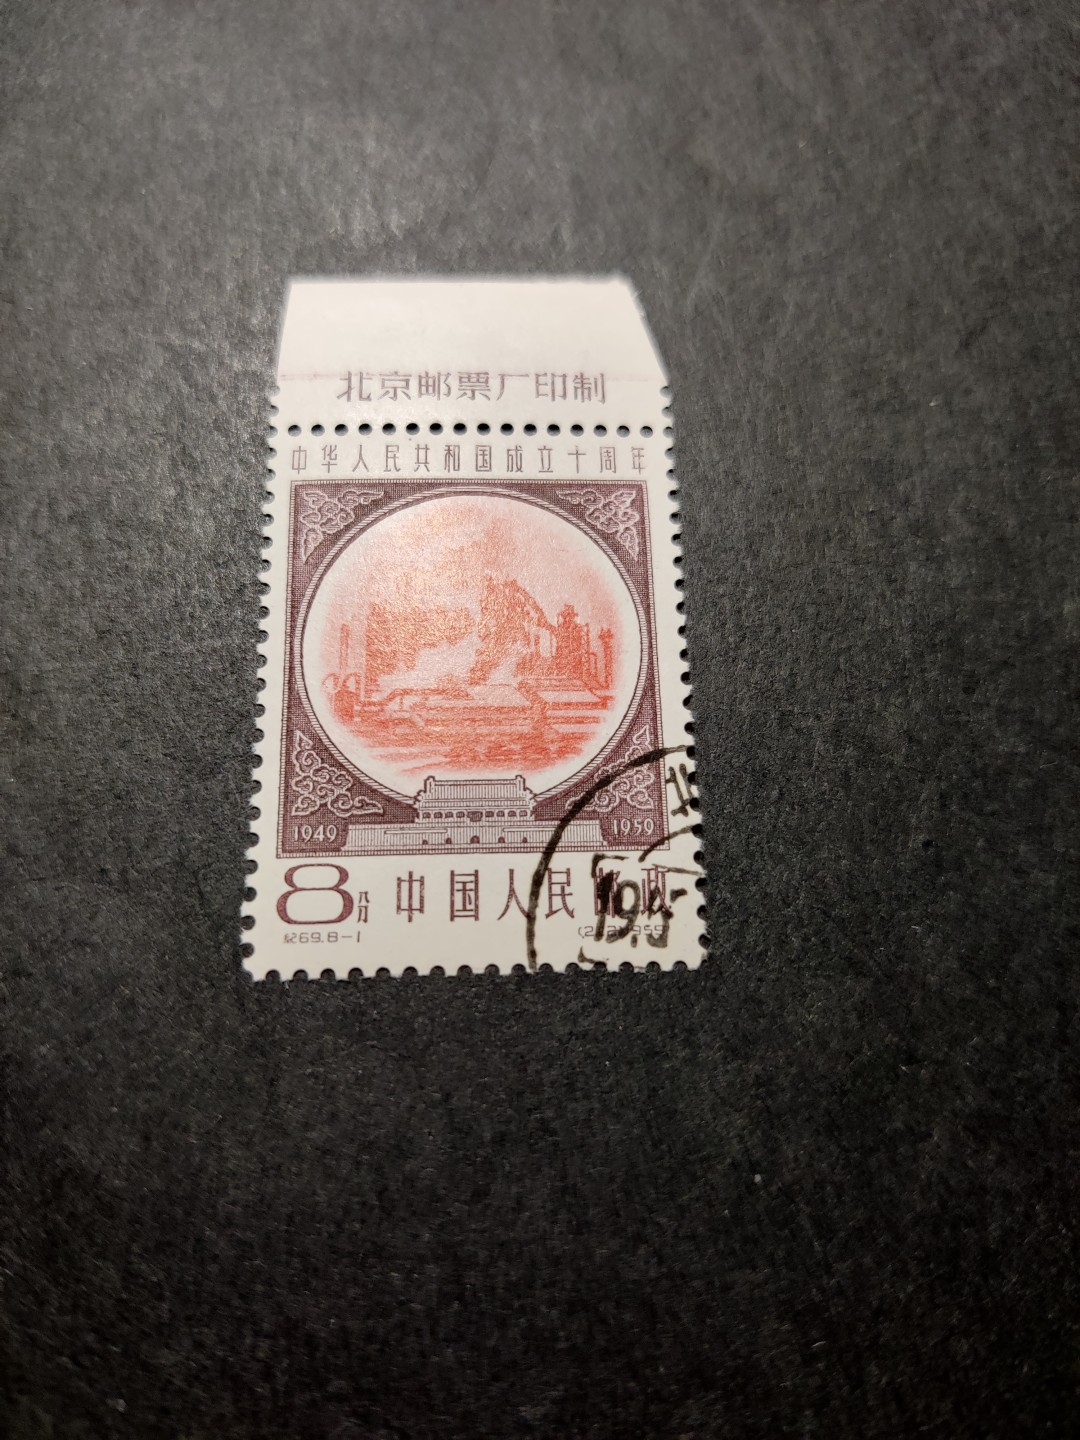 北京邮票厂印制
中华人民共和国成立十周年
1949 1959
8分 中国人民邮政
纪69.8-1